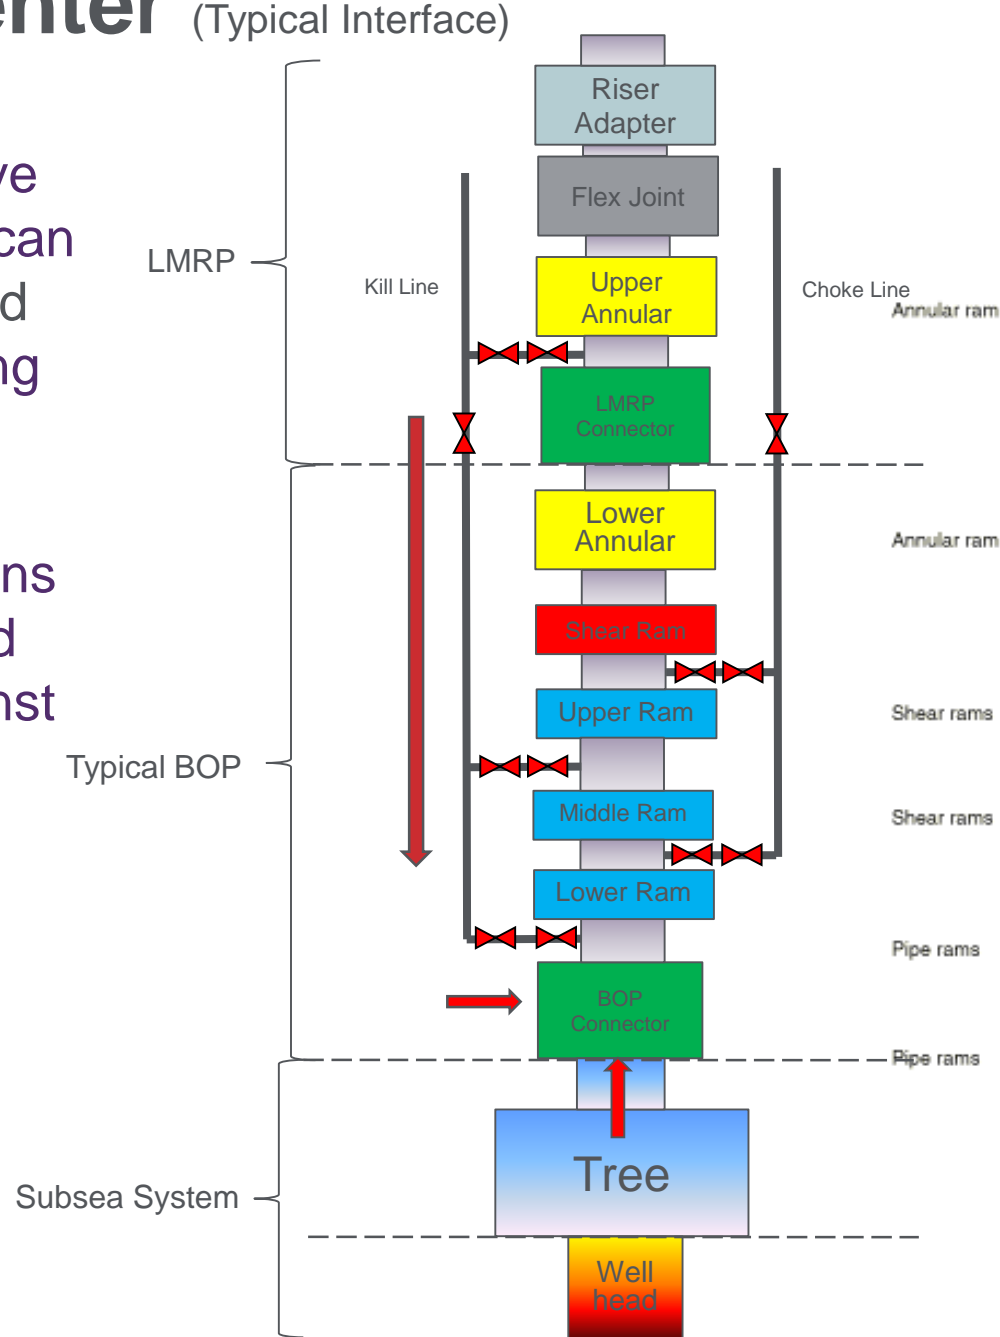 enter (Typical Interface)
ve
can
d
ng
ns
d
nst
LMRP
Typical BOP
Subsea System
Kill Line
Choke Line
Riser
Adapter
Flex Joint
Upper
Annular
LMRP
Connector
Lower
Annular
Shear Ram
Upper Ram
Middle Ram
Lower Ram
BOP
Connector
Tree
Well
head
Annular ram
Annular ram
Shear rams
Shear rams
Pipe rams
Pipe rams